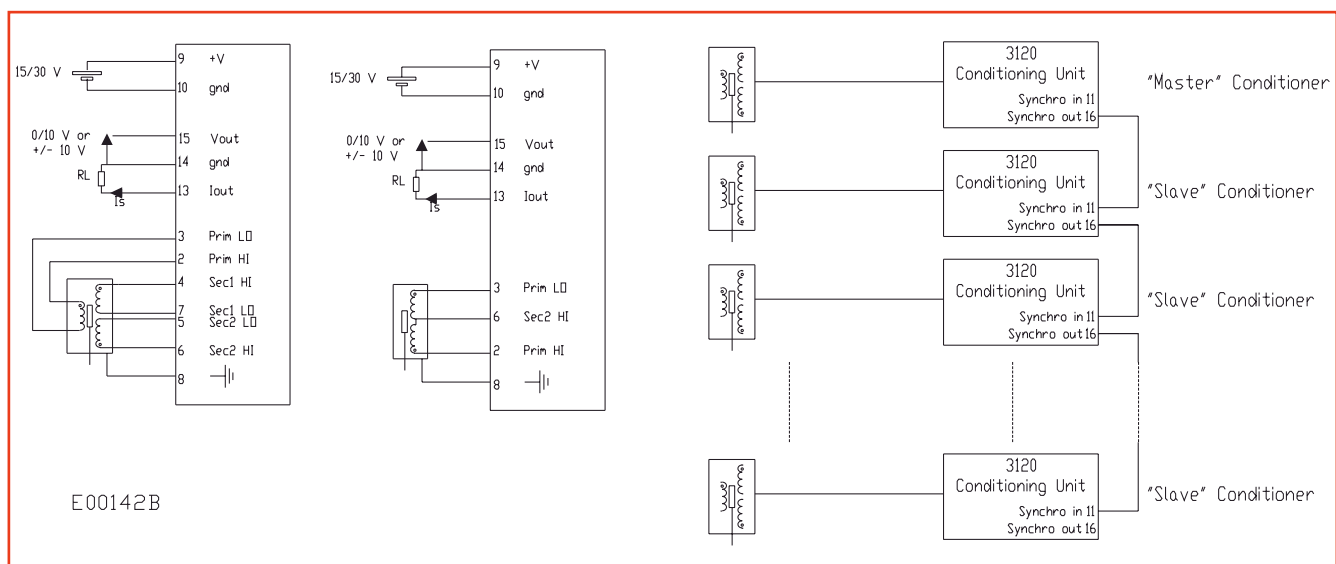 15/30 V
9 +V
10 gnd
0/10 V or
+/- 10 V
15 Vout
14 gnd
RL
13 Iout
Is
3 Prim LO
2 Prim HI
4 Sec1 HI
7 Sec1 LO
5 Sec2 LO
6 Sec2 HI
8
E00142B
15/30 V
9 +V
10 gnd
0/10 V or
+/- 10 V
15 Vout
14 gnd
RL
13 Iout
Is
3 Prim LO
6 Sec2 HI
2 Prim HI
8
3120
Conditioning Unit
Synchro in 11
Synchro out 16
"Master" Conditioner
3120
Conditioning Unit
Synchro in 11
Synchro out 16
"Slave" Conditioner
3120
Conditioning Unit
Synchro in 11
Synchro out 16
"Slave" Conditioner
3120
Conditioning Unit
Synchro in 11
Synchro out 16
"Slave" Conditioner